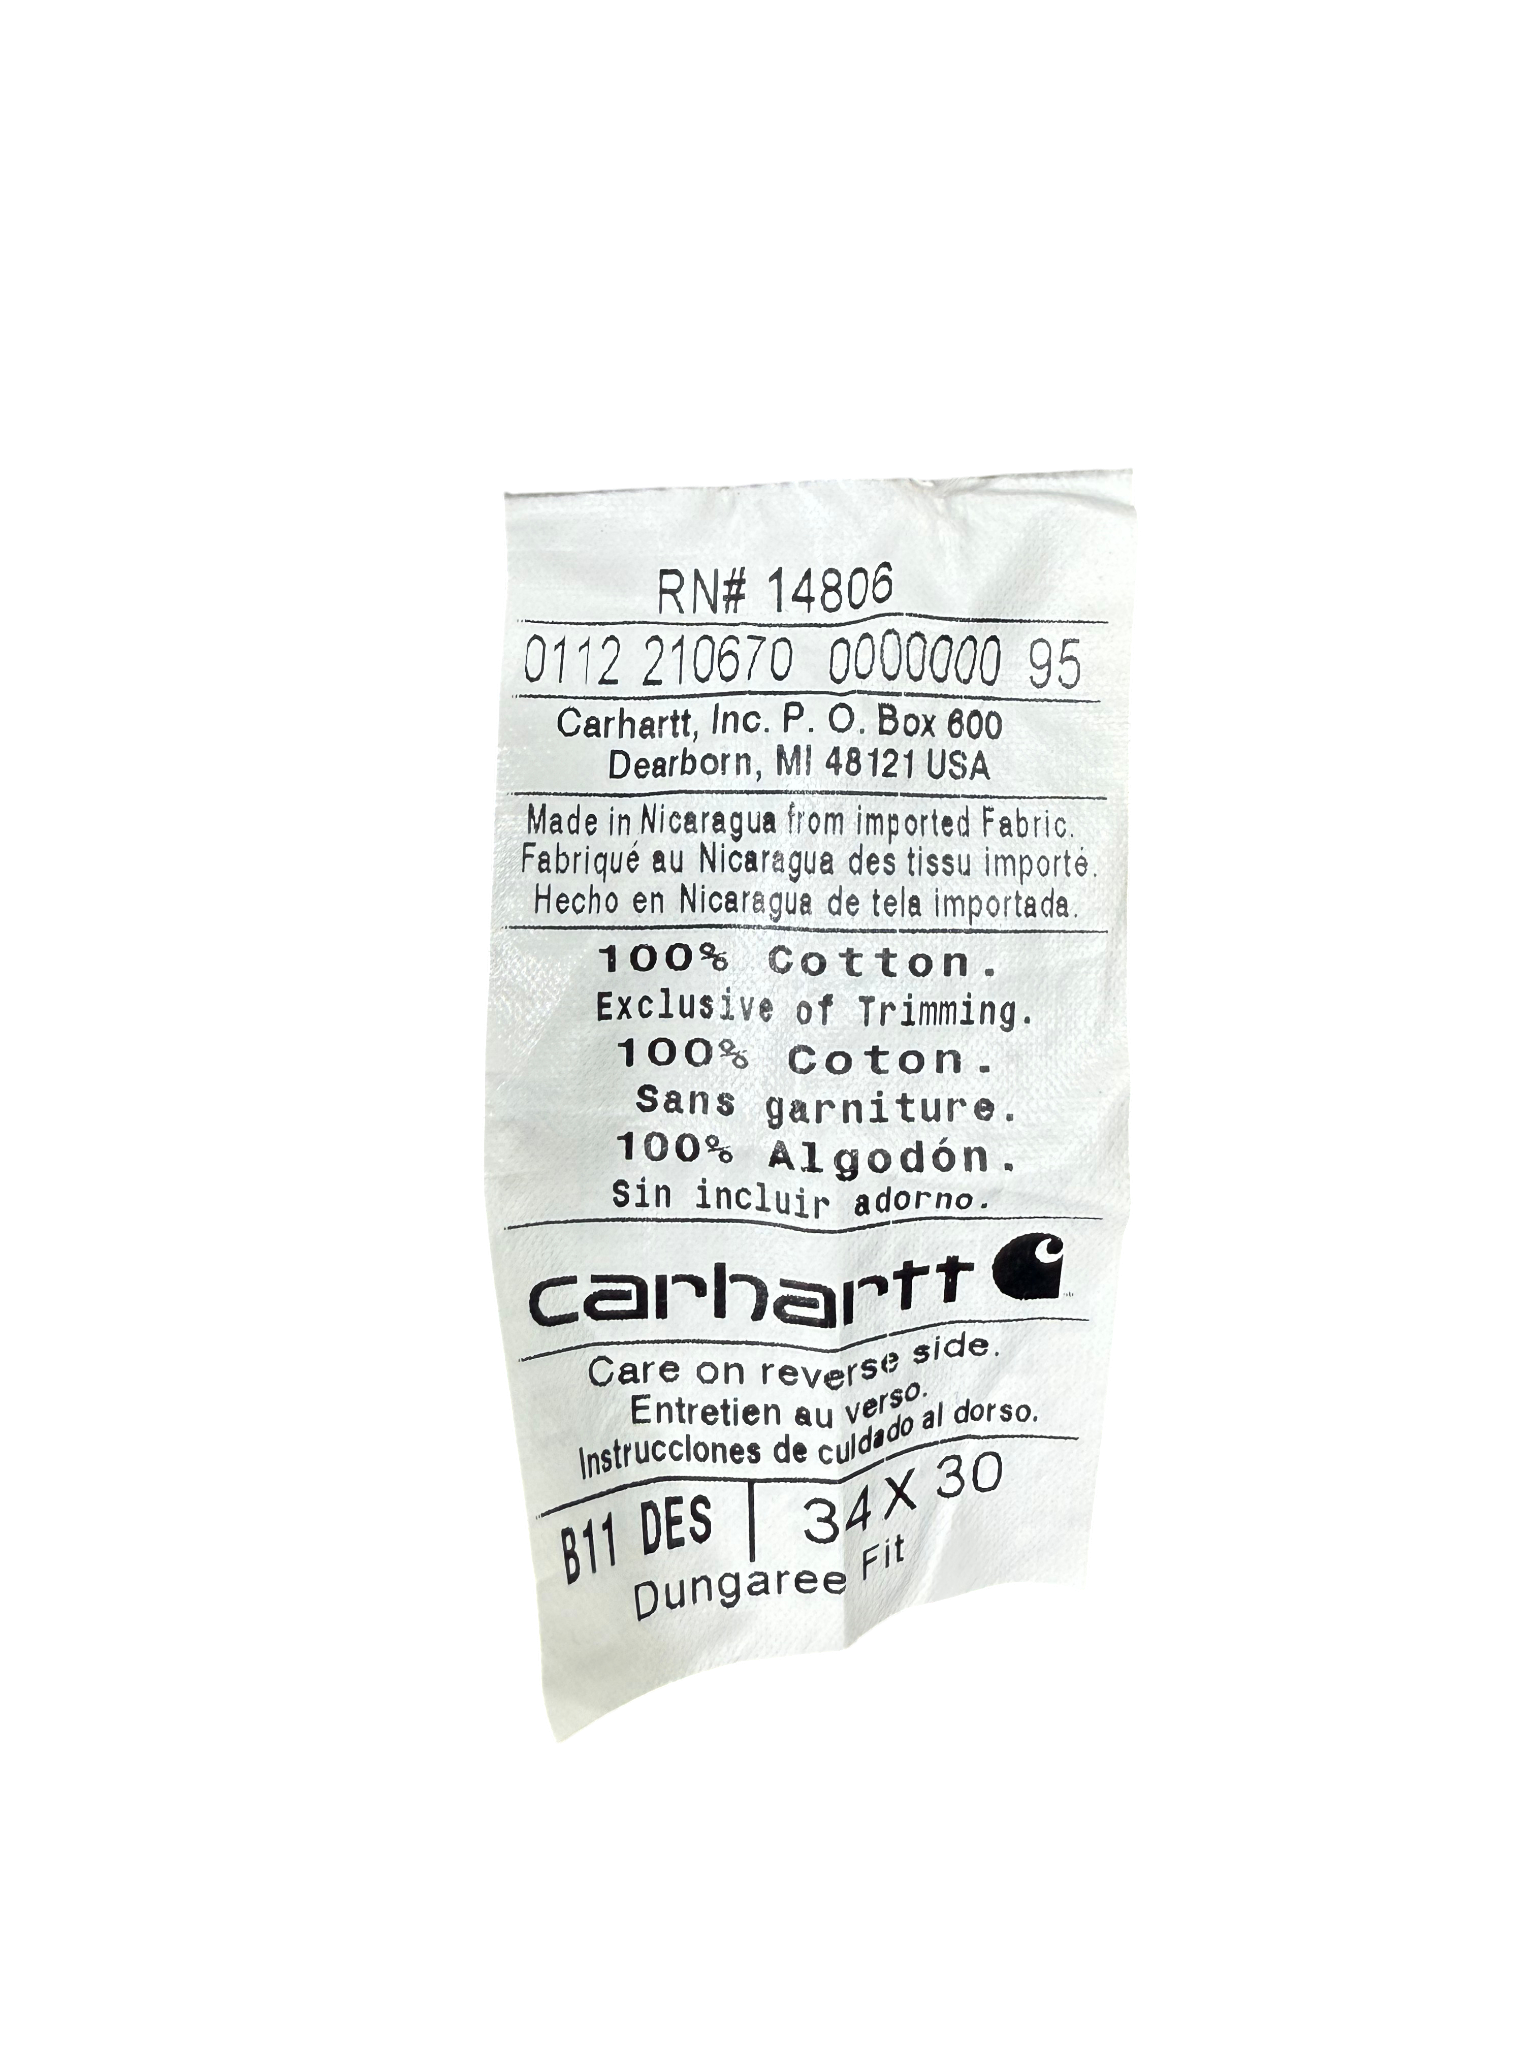 RN# 14806
0112 210670 0000000 95
Carhartt, Inc. P. O. Box 600
Dearborn, MI 48121 USA
Made in Nicaragua from imported Fabric.
Fabriqué au Nicaragua des tissu importé.
Hecho en Nicaragua de tela importada.
100% Cotton.
Exclusive of Trimming.
100% Coton.
Sans garniture.
100% Algodón.
Sin incluir adorno.
carhartt
Care on reverse side.
Entretien au verso.
Instrucciones de cuidado al dorso.
B11 DES | 34 X 30
Dungaree Fit